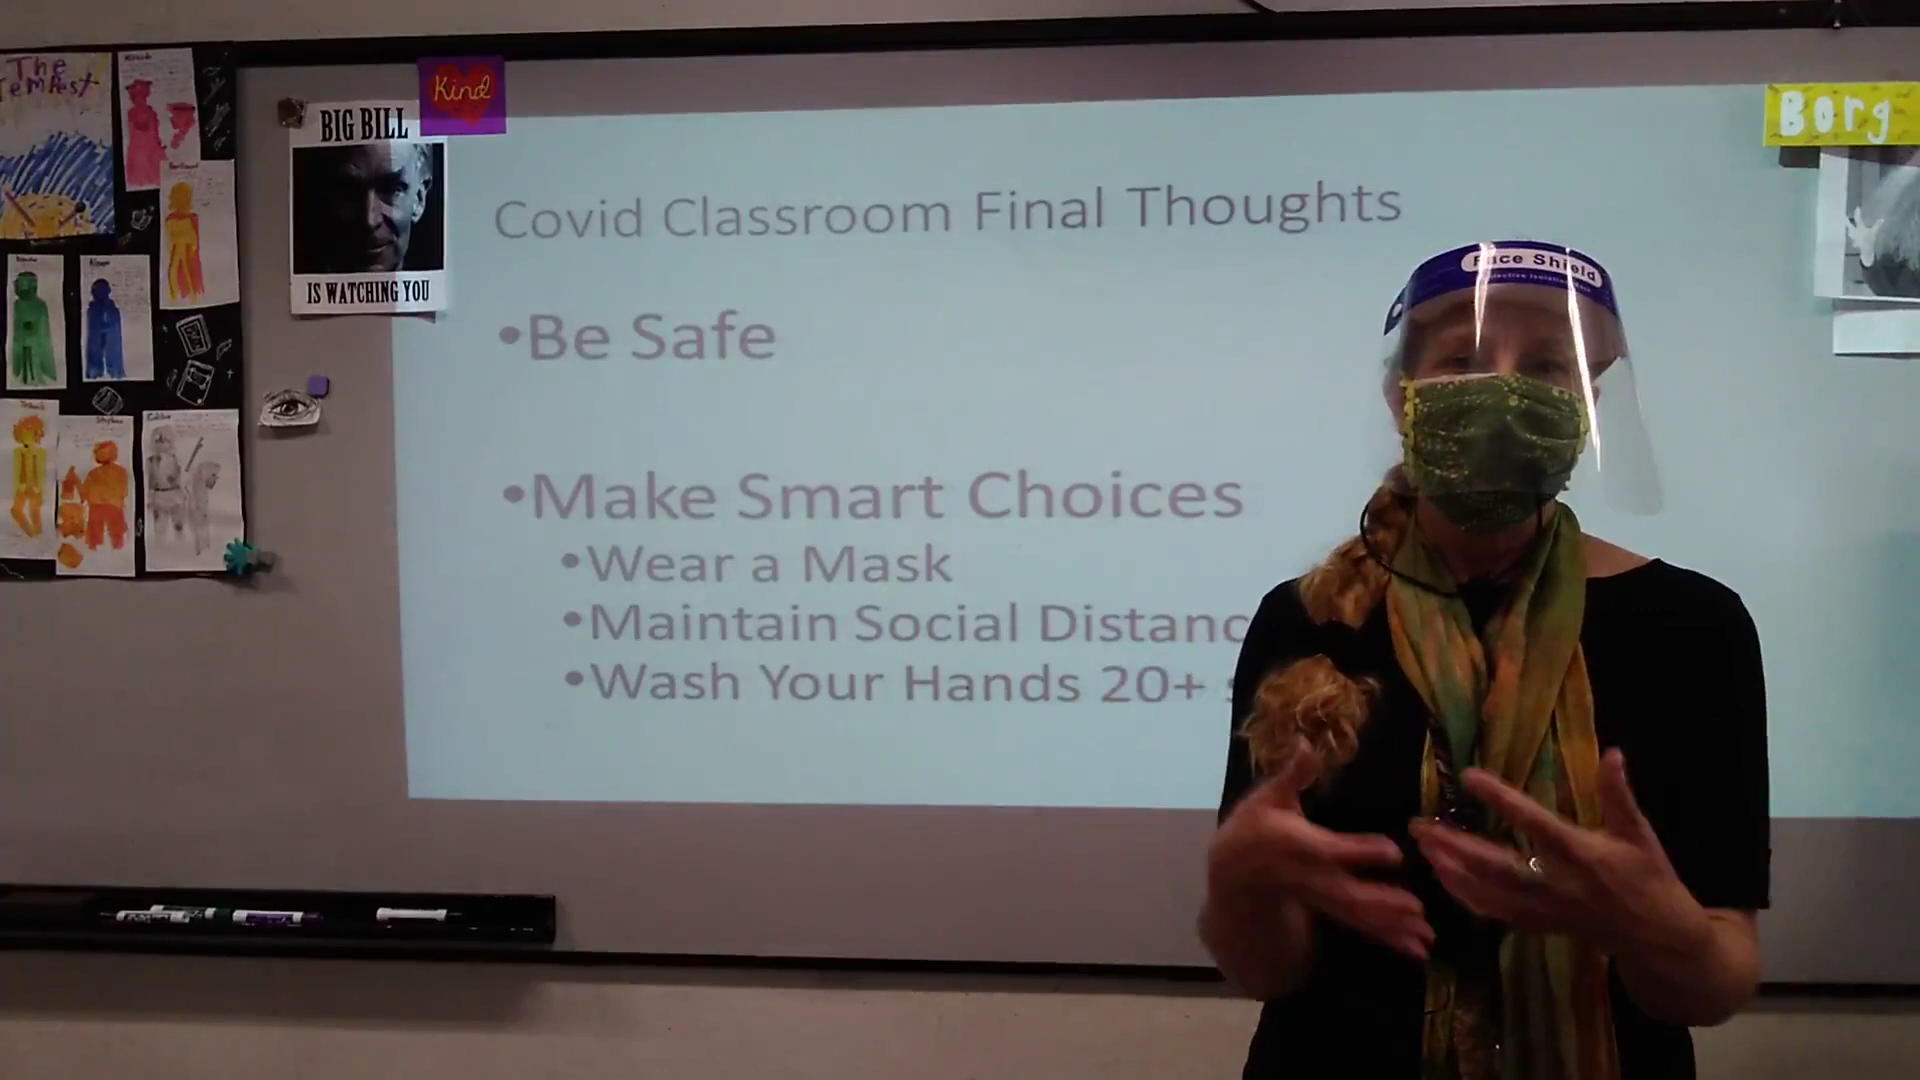 The
Tempest
Kind
BIG BILL
IS WATCHING YOU
Borg
Covid Classroom Final Thoughts
•Be Safe
•Make Smart Choices
•Wear a Mask
•Maintain Social Distanc
•Wash Your Hands 20+
Face Shield